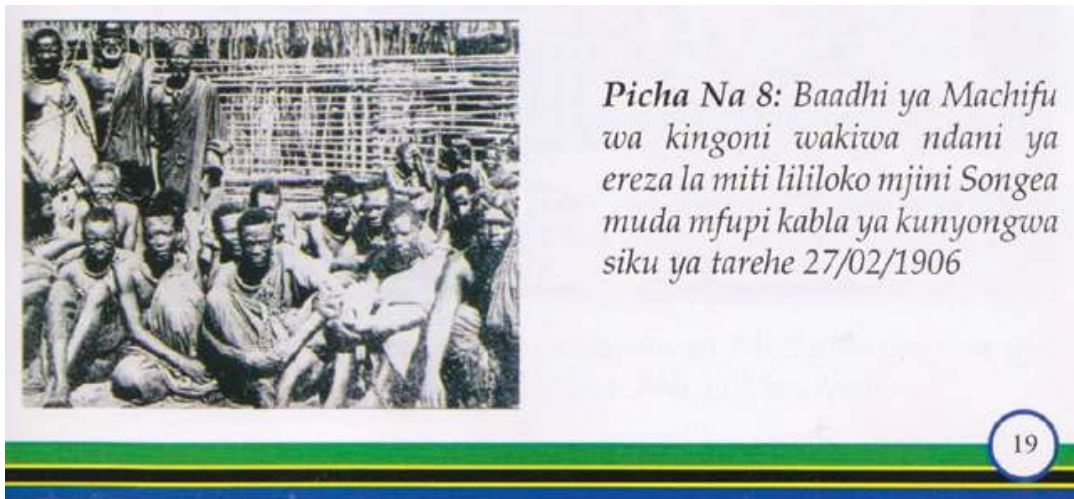 Picha Na 8: Baadhi ya Machifu
wa kingoni wakiwa ndani ya
ereza la miti lililoko mjini Songea
muda mfupi kabla ya kunyongwa
siku ya tarehe 27/02/1906
19